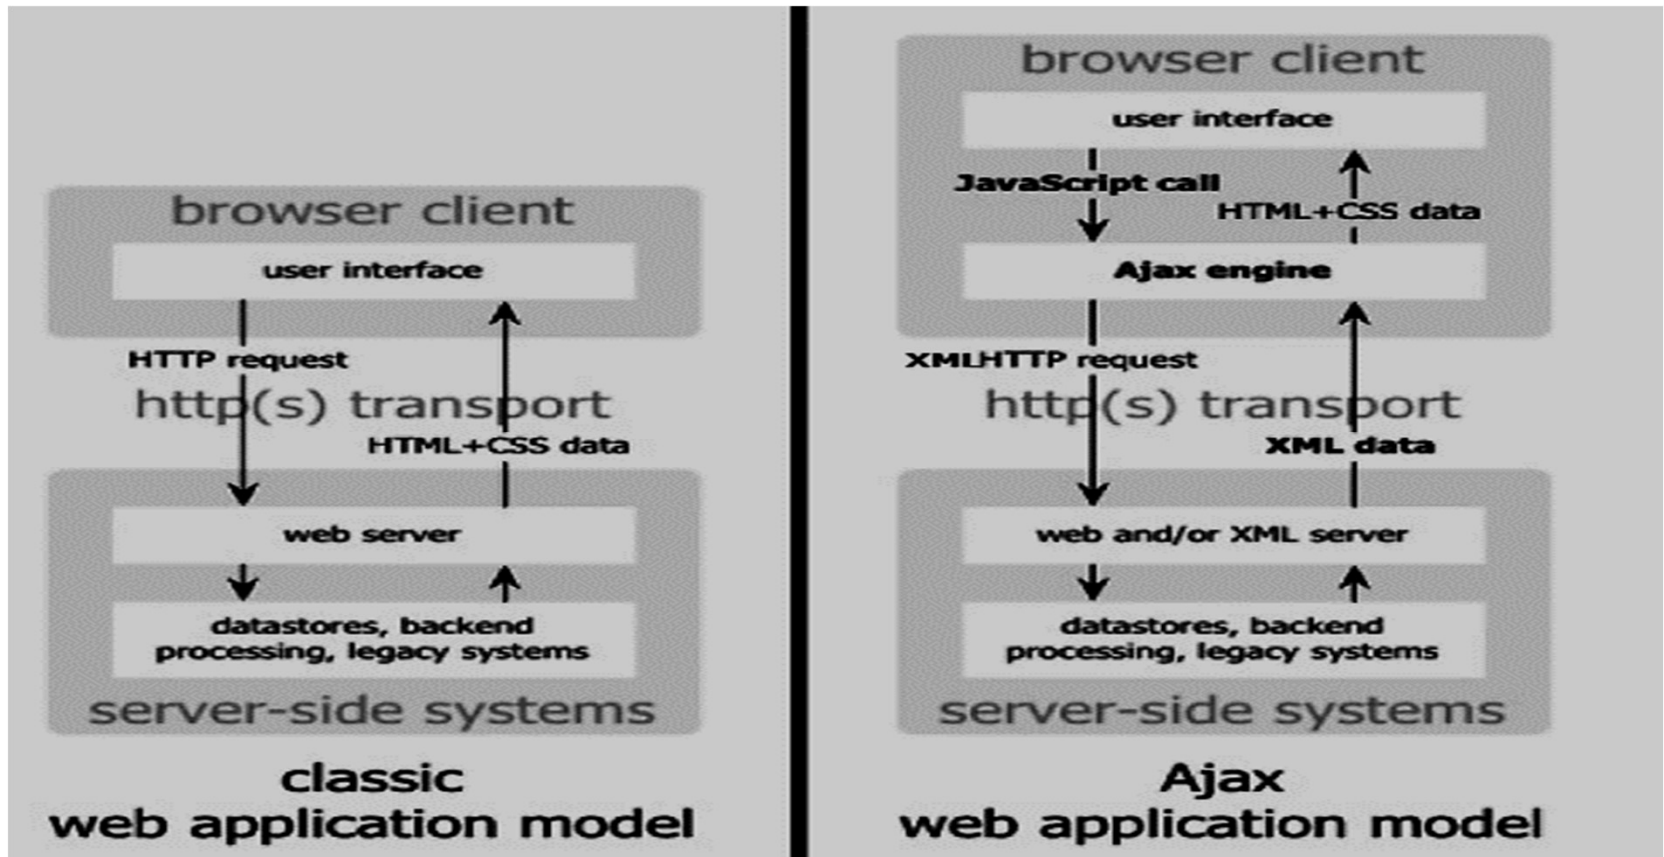 browser client
user interface
HTTP request
http(s) transport
HTML+CSS data
web server
datastores, backend
processing, legacy systems
server-side systems
classic
web application model
browser client
user interface
JavaScript call
HTML+CSS data
Ajax engine
XMLHTTP request
http(s) transport
XML data
web and/or XML server
datastores, backend
processing, legacy systems
server-side systems
Ajax
web application model